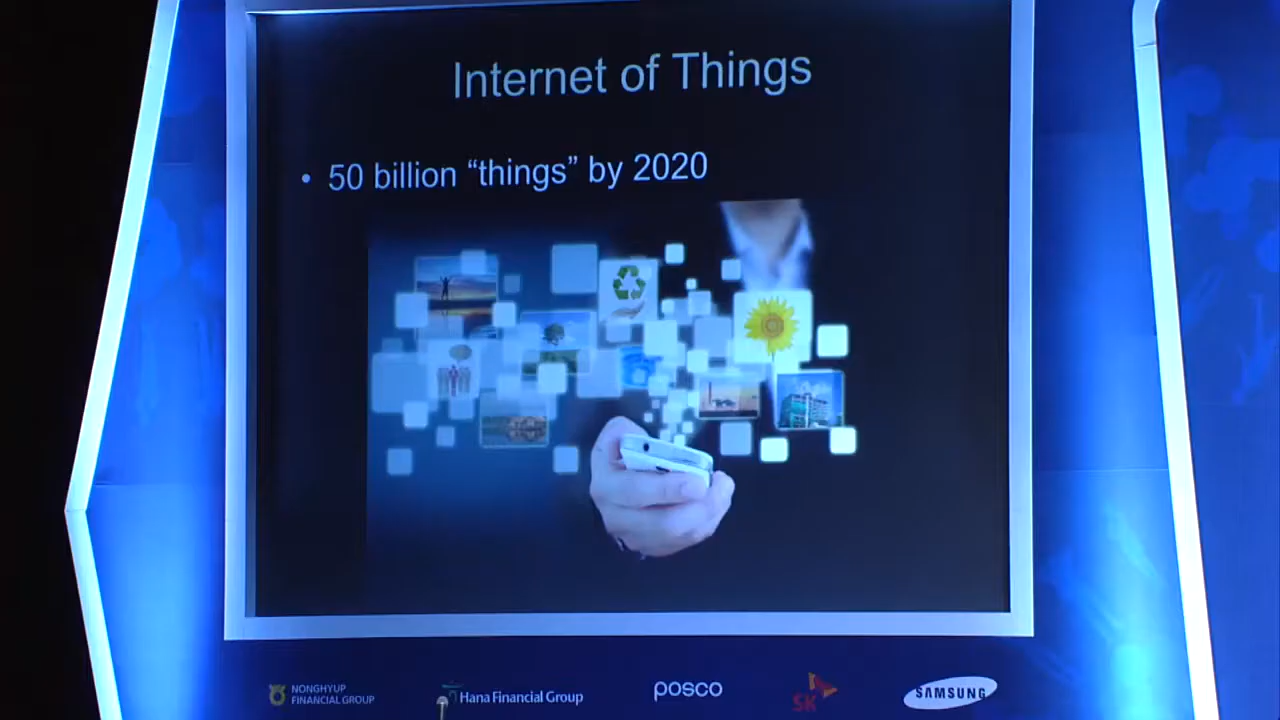 Internet of Things
• 50 billion “things” by 2020
NONGHYUP
FINANCIAL GROUP
Hana Financial Group
posco
SK
SAMSUNG